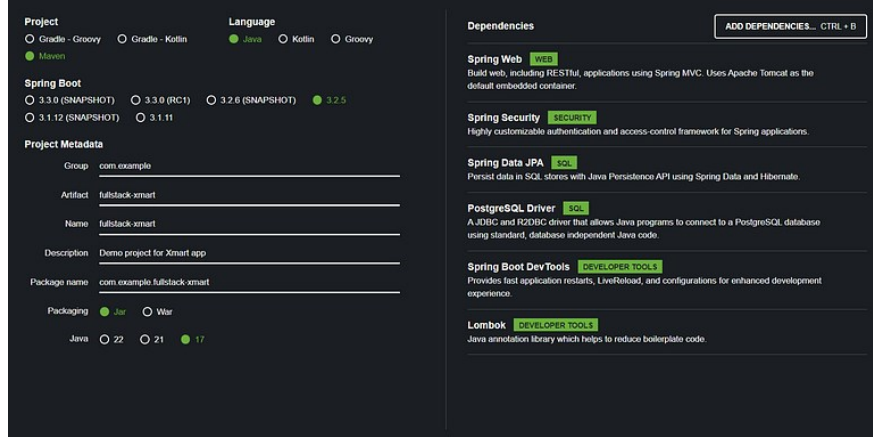 Project
Language
Gradle - Groovy Gradle - Kotlin
Java Kotlin Groovy
Maven
Spring Boot
3.3.0 (SNAPSHOT) 3.3.0 (RC1) 3.2.6 (SNAPSHOT) 3.2.5
3.1.12 (SNAPSHOT) 3.1.11
Project Metadata
Group com.example
Artifact fullstack-xmart
Name fullstack-xmart
Description Demo project for Xmart app
Package name com.example.fullstack-xmart
Packaging Jar War
Java 22 21 17
Dependencies
ADD DEPENDENCIES... CTRL + B
Spring Web WEB
Build web, including RESTful, applications using Spring MVC. Uses Apache Tomcat as the
default embedded container.
Spring Security SECURITY
Highly customizable authentication and access-control framework for Spring applications.
Spring Data JPA SQL
Persist data in SQL stores with Java Persistence API using Spring Data and Hibernate.
PostgreSQL Driver SQL
A JDBC and R2DBC driver that allows Java programs to connect to a PostgreSQL database
using standard, database independent Java code.
Spring Boot DevTools DEVELOPER TOOLS
Provides fast application restarts, LiveReload, and configurations for enhanced development
experience.
Lombok DEVELOPER TOOLS
Java annotation library which helps to reduce boilerplate code.